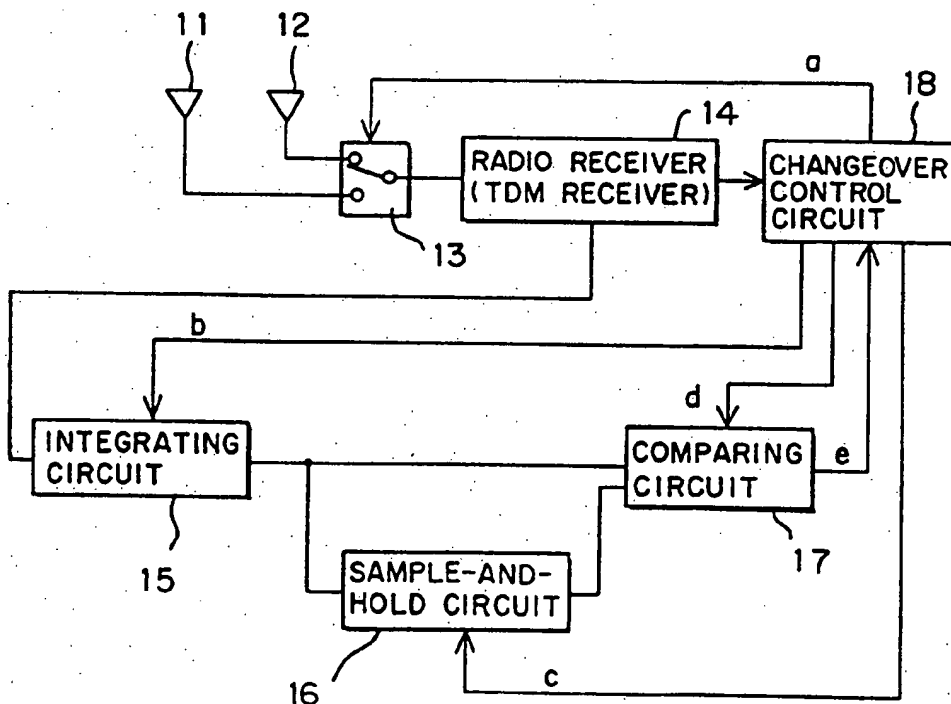 11
12
a
18
14
RADIO RECEIVER
(TDM RECEIVER)
CHANGEOVER
CONTROL
CIRCUIT
13
b
d
INTEGRATING
CIRCUIT
COMPARING
CIRCUIT
e
15
17
SAMPLE-AND-
HOLD CIRCUIT
16
c